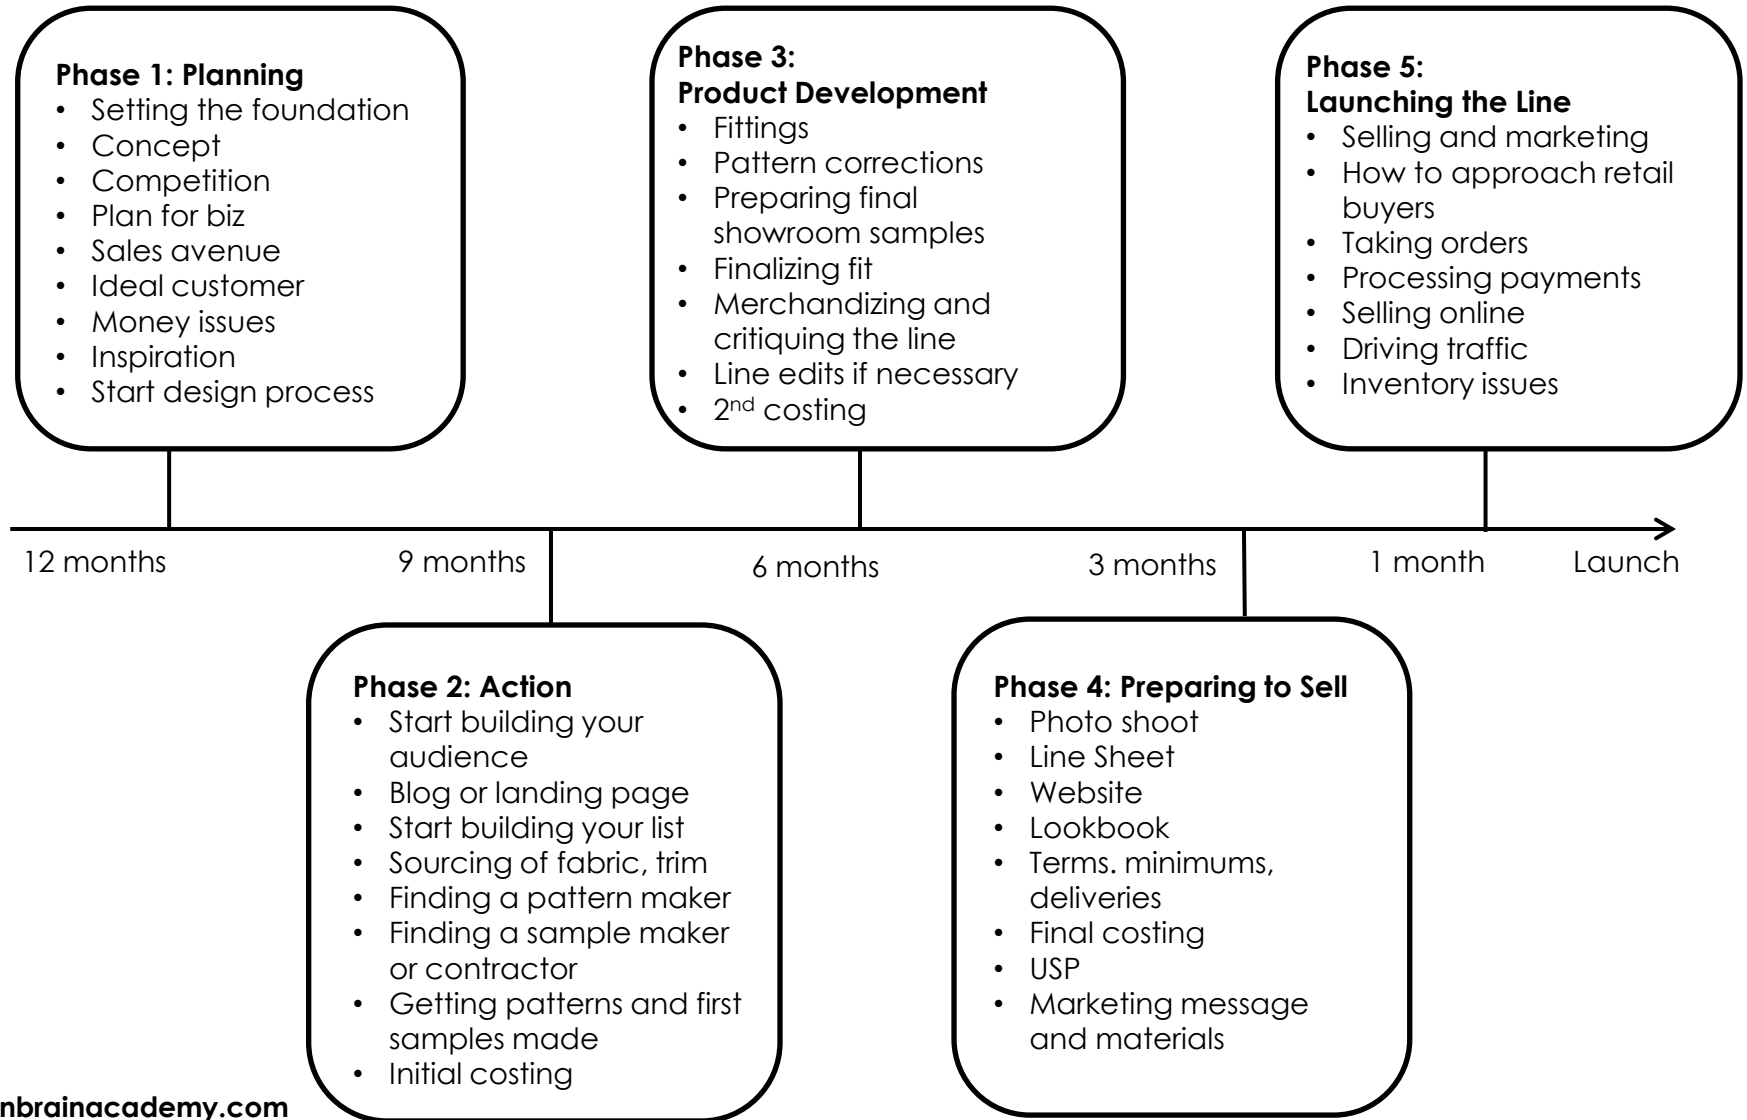 Phase 1: Planning
• Setting the foundation
• Concept
• Competition
• Plan for biz
• Sales avenue
• Ideal customer
• Money issues
• Inspiration
• Start design process
Phase 3:
Product Development
• Fittings
• Pattern corrections
• Preparing final
showroom samples
• Finalizing fit
• Merchandizing and
critiquing the line
• Line edits if necessary
• 2nd costing
Phase 5:
Launching the Line
• Selling and marketing
• How to approach retail
buyers
• Taking orders
• Processing payments
• Selling online
• Driving traffic
• Inventory issues
12 months
9 months
6 months
3 months
1 month
Launch
Phase 2: Action
• Start building your
audience
• Blog or landing page
• Start building your list
• Sourcing of fabric, trim
• Finding a pattern maker
• Finding a sample maker
or contractor
• Getting patterns and first
samples made
• Initial costing
Phase 4: Preparing to Sell
• Photo shoot
• Line Sheet
• Website
• Lookbook
• Terms. minimums,
deliveries
• Final costing
• USP
• Marketing message
and materials
nbrainacademy.com